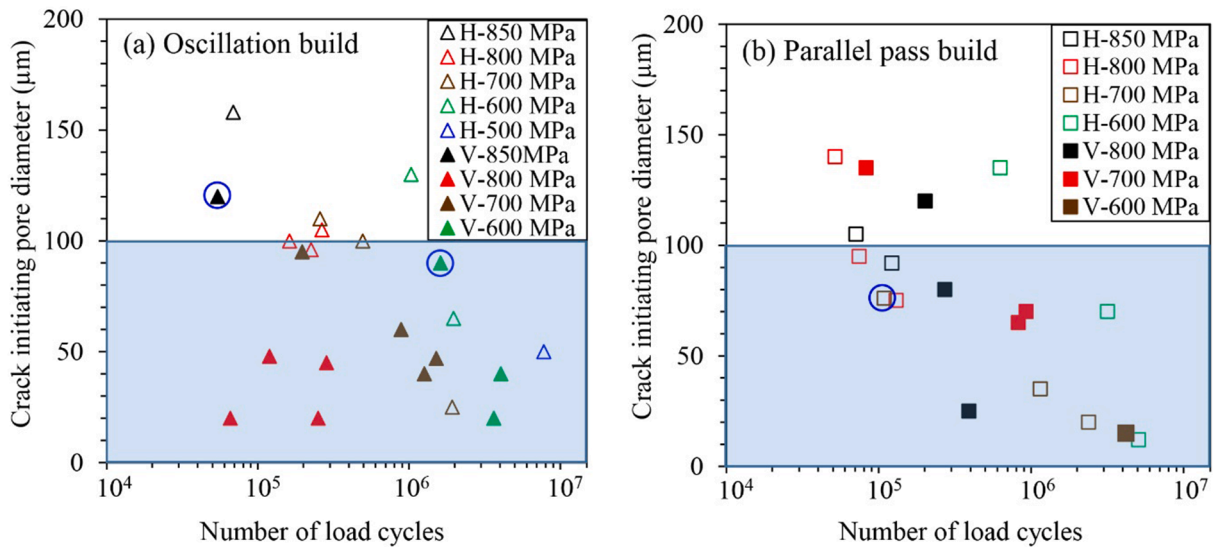 (a) Oscillation build
H-850 MPa
H-800 MPa
H-700 MPa
H-600 MPa
H-500 MPa
V-850MPa
V-800 MPa
V-700 MPa
V-600 MPa
Crack initiating pore diameter (μm)
200
150
100
50
0
10⁴
10⁵
10⁶
10⁷
Number of load cycles
(b) Parallel pass build
H-850 MPa
H-800 MPa
H-700 MPa
H-600 MPa
V-800 MPa
V-700 MPa
V-600 MPa
Crack initiating pore diameter (μm)
200
150
100
50
0
10⁴
10⁵
10⁶
10⁷
Number of load cycles